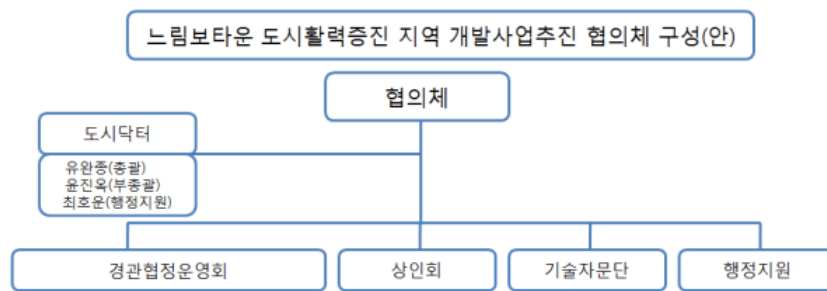 느림보타운 도시활력증진 지역 개발사업추진 협의체 구성(안)
협의체
도시닥터
유완종(총괄)
윤진옥(부총괄)
최호운(행정지원)
경관협정운영회
상인회
기술자문단
행정지원